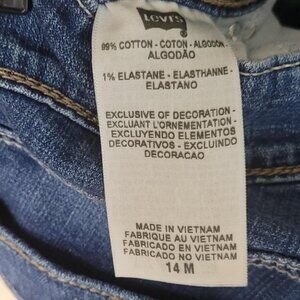 Levi's
99% COTTON - COTON - ALGODON -
ALGODÃO
1% ELASTANE - ELASTHANNE -
ELASTANO
EXCLUSIVE OF DECORATION -
EXCLUANT L'ORNEMENTATION -
EXCLUYENDO ELEMENTOS
DECORATIVOS - EXCLUINDO
DECORACAO
MADE IN VIETNAM
FABRIQUE AU VIETNAM
FABRICADO EN VIETNAM
FABRICADO NO VIETNAM
14 M